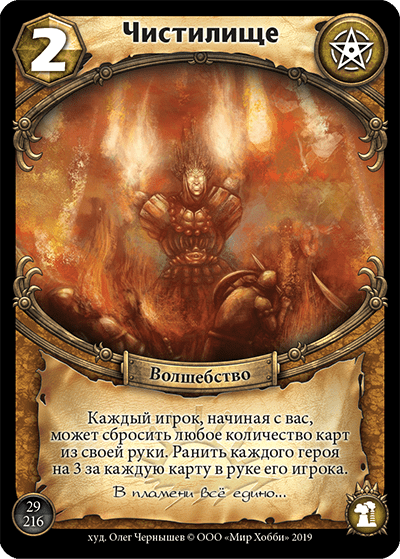 2
Чистилище
Волшебство
Каждый игрок, начиная с вас,
может сбросить любое количество карт
из своей руки. Ранить каждого героя
на 3 за каждую карту в руке его игрока.
В пламени всё едино...
29
216
худ. Олег Чернышев © ООО «Мир Хобби» 2019